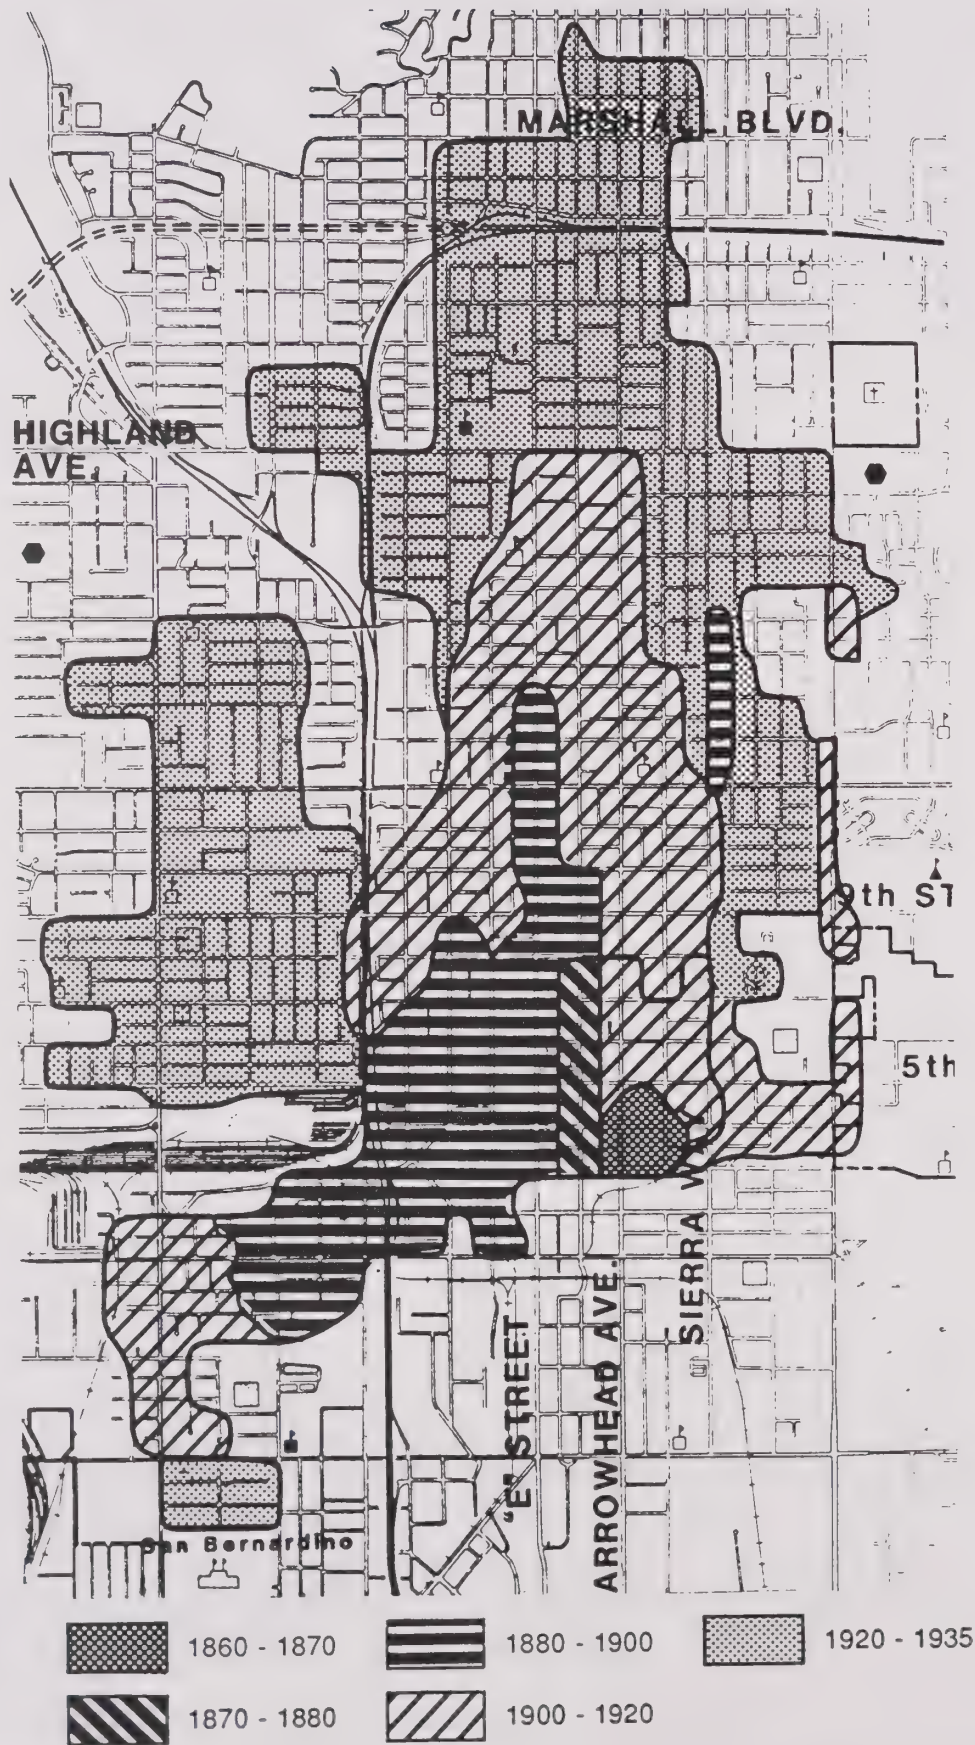 MARSHALL BLVD.
HIGHLAND
AVE.
9th ST
5th
"E" STREET
ARROWHEAD AVE.
SIERRA W
San Bernardino
1860 - 1870
1880 - 1900
1920 - 1935
1870 - 1880
1900 - 1920